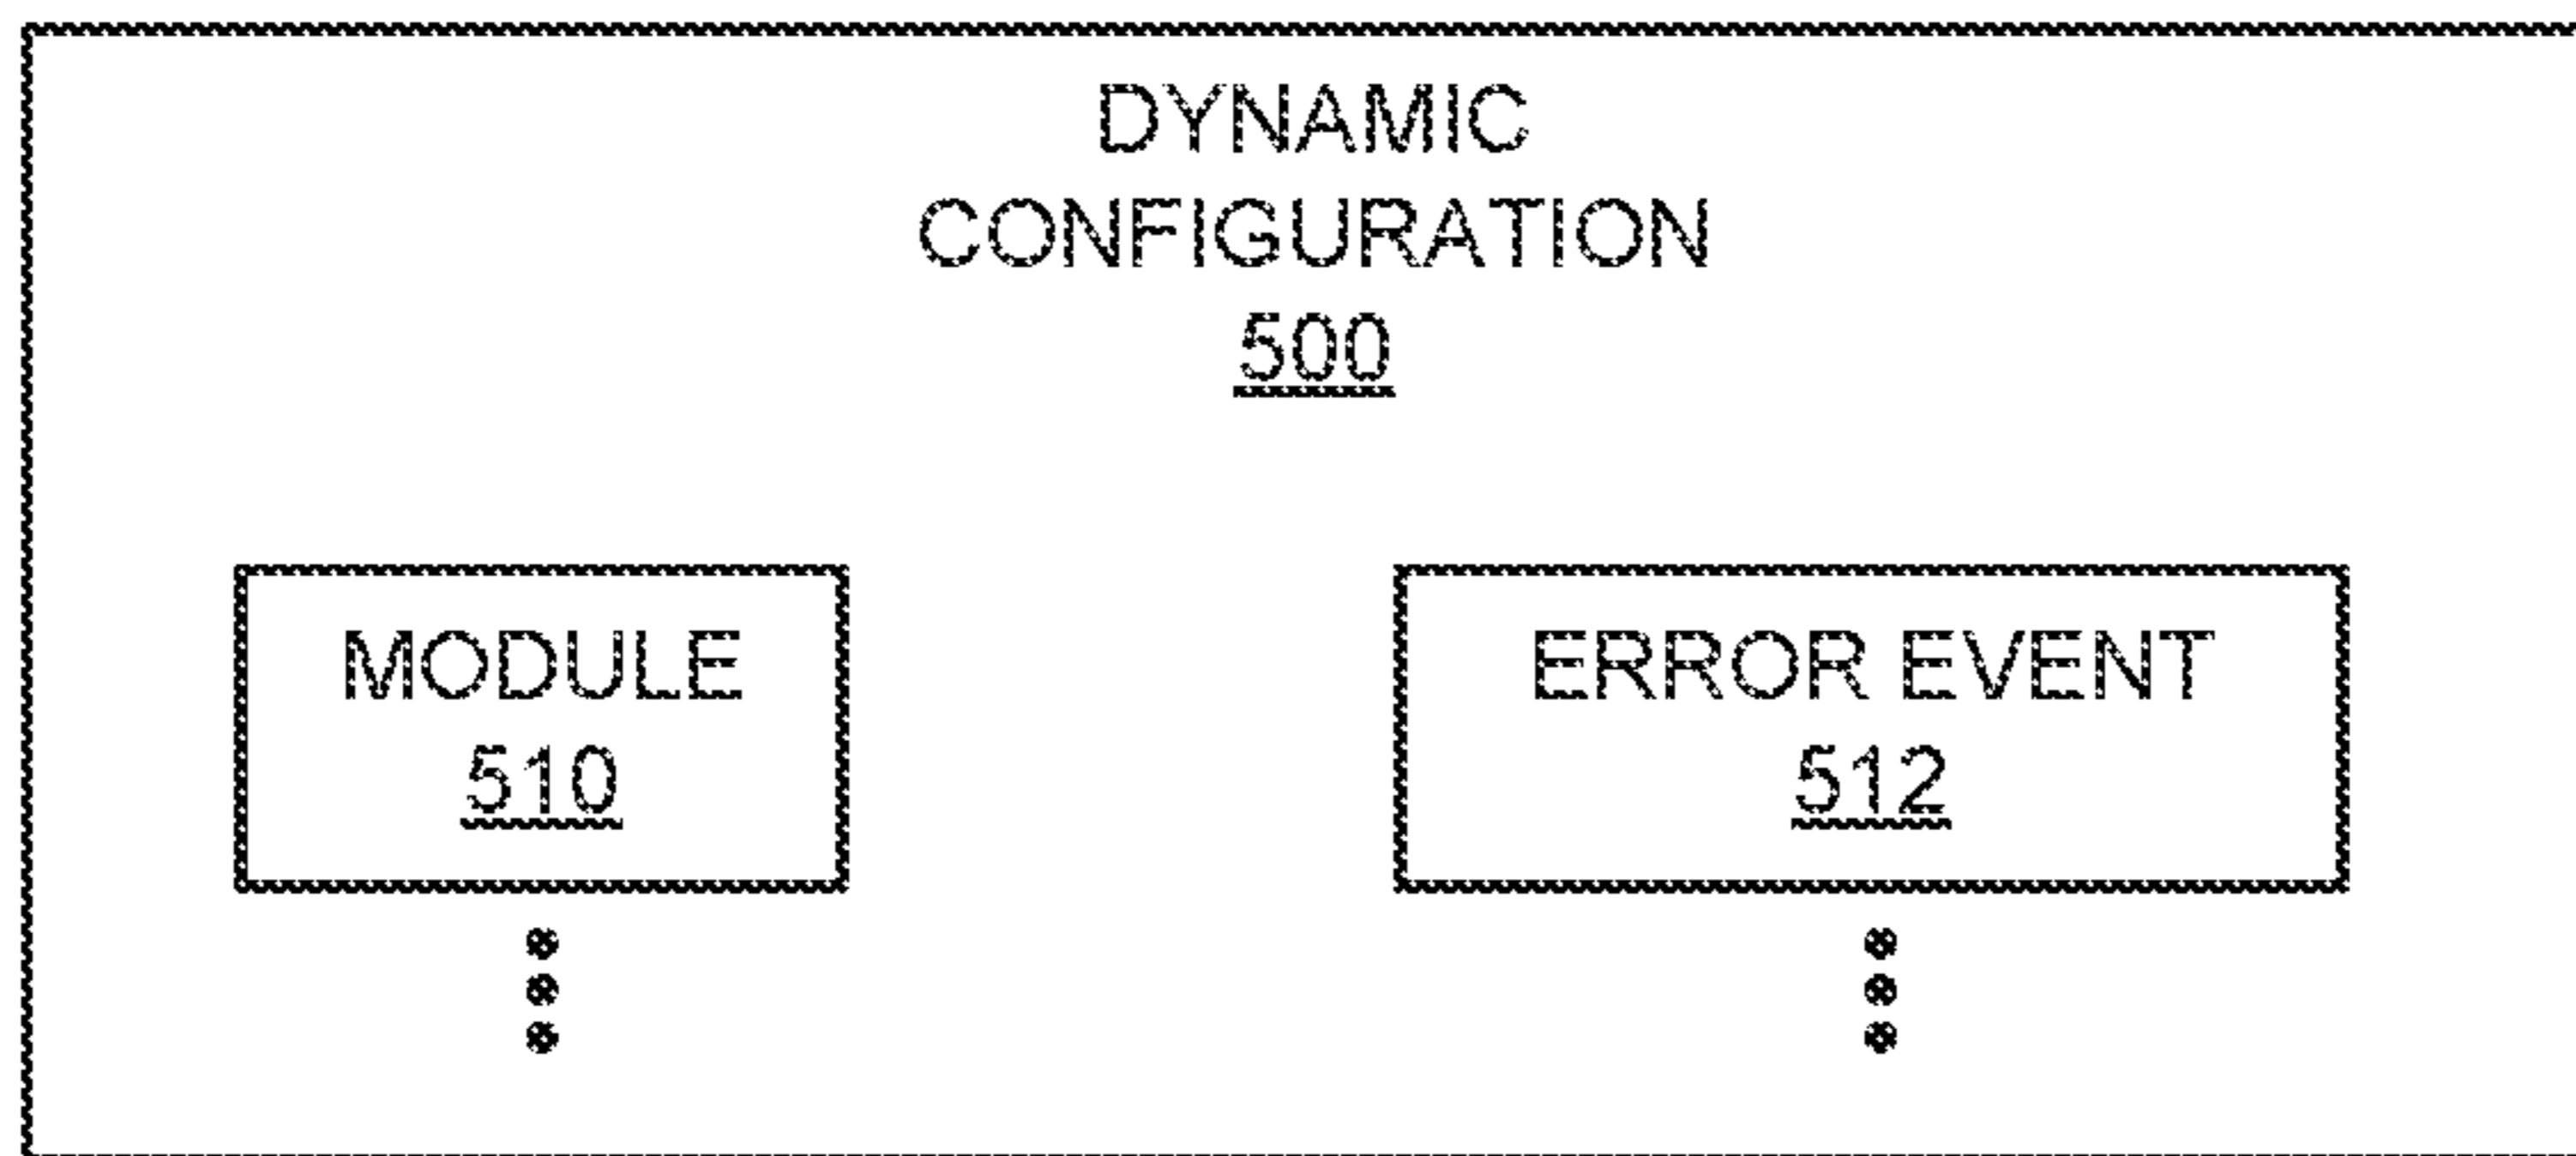 DYNAMIC
CONFIGURATION
500
MODULE
510
ERROR EVENT
512